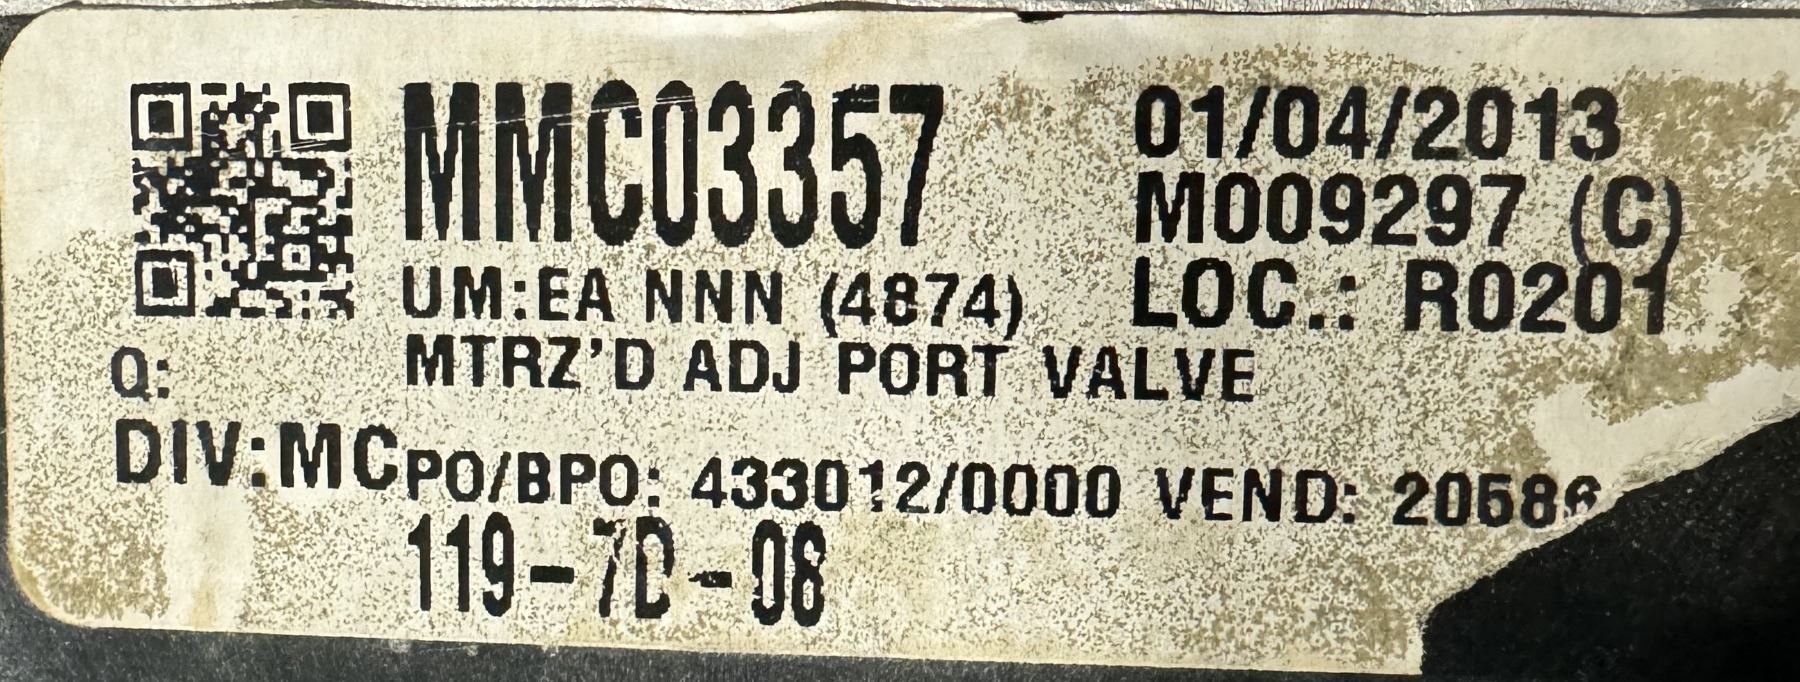 MMC03357
01/04/2013
M009297 (C)
UM:EA NNN (4874)
LOC.: R0201
MTRZ'D ADJ PORT VALVE
Q:
DIV:MC
PO/BPO: 433012/0000 VEND: 20586
119-7D-08